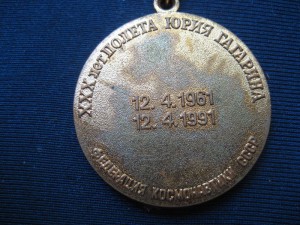 XXX лет ПОЛЕТА ЮРИЯ ГАГАРИНА
12. 4.1961
12. 4.1991
ФЕДЕРАЦИЯ КОСМОНАВТИКИ СССР